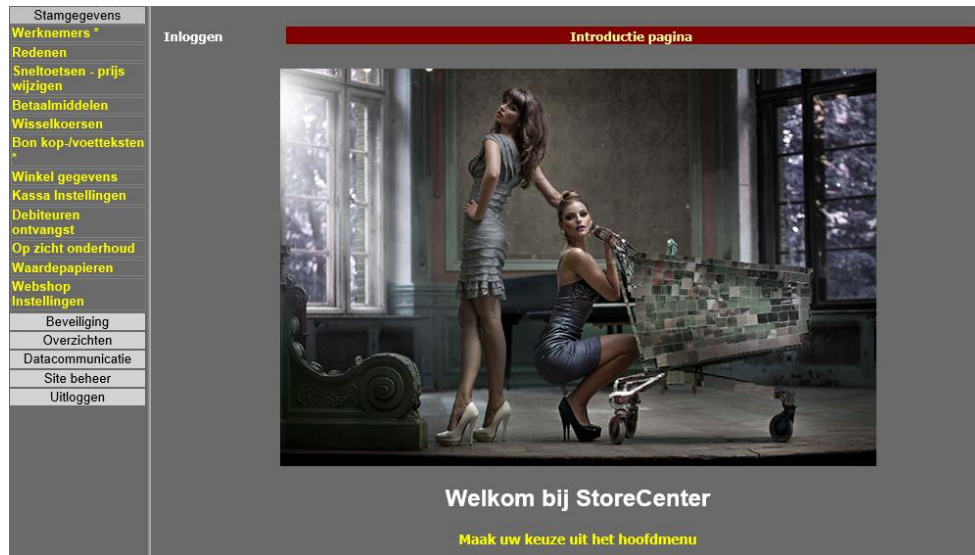 Stamgegevens
Werknemers *
Redenen
Sneltoetsen - prijs
wijzigen
Betaalmiddelen
Wisselkoersen
Bon kop-/voetteksten
*
Winkel gegevens
Kassa Instellingen
Debiteuren
ontvangst
Op zicht onderhoud
Waardepapieren
Webshop
Instellingen
Beveiliging
Overzichten
Datacommunicatie
Site beheer
Uitloggen
Inloggen
Introductie pagina
Welkom bij StoreCenter
Maak uw keuze uit het hoofdmenu